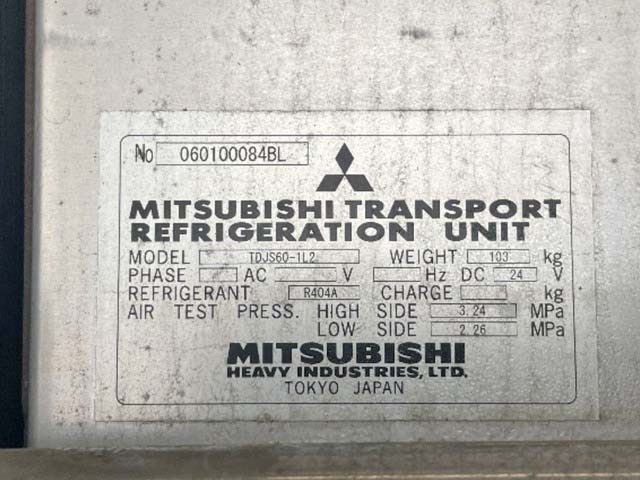 No 060100084BL
MITSUBISHI TRANSPORT
REFRIGERATION UNIT
MODEL TDJS60-1L2 WEIGHT 103 kg
PHASE AC V Hz DC 24 V
REFRIGERANT R404A CHARGE kg
AIR TEST PRESS. HIGH SIDE 3.24 MPa
LOW SIDE 2.26 MPa
MITSUBISHI
HEAVY INDUSTRIES, LTD.
TOKYO JAPAN